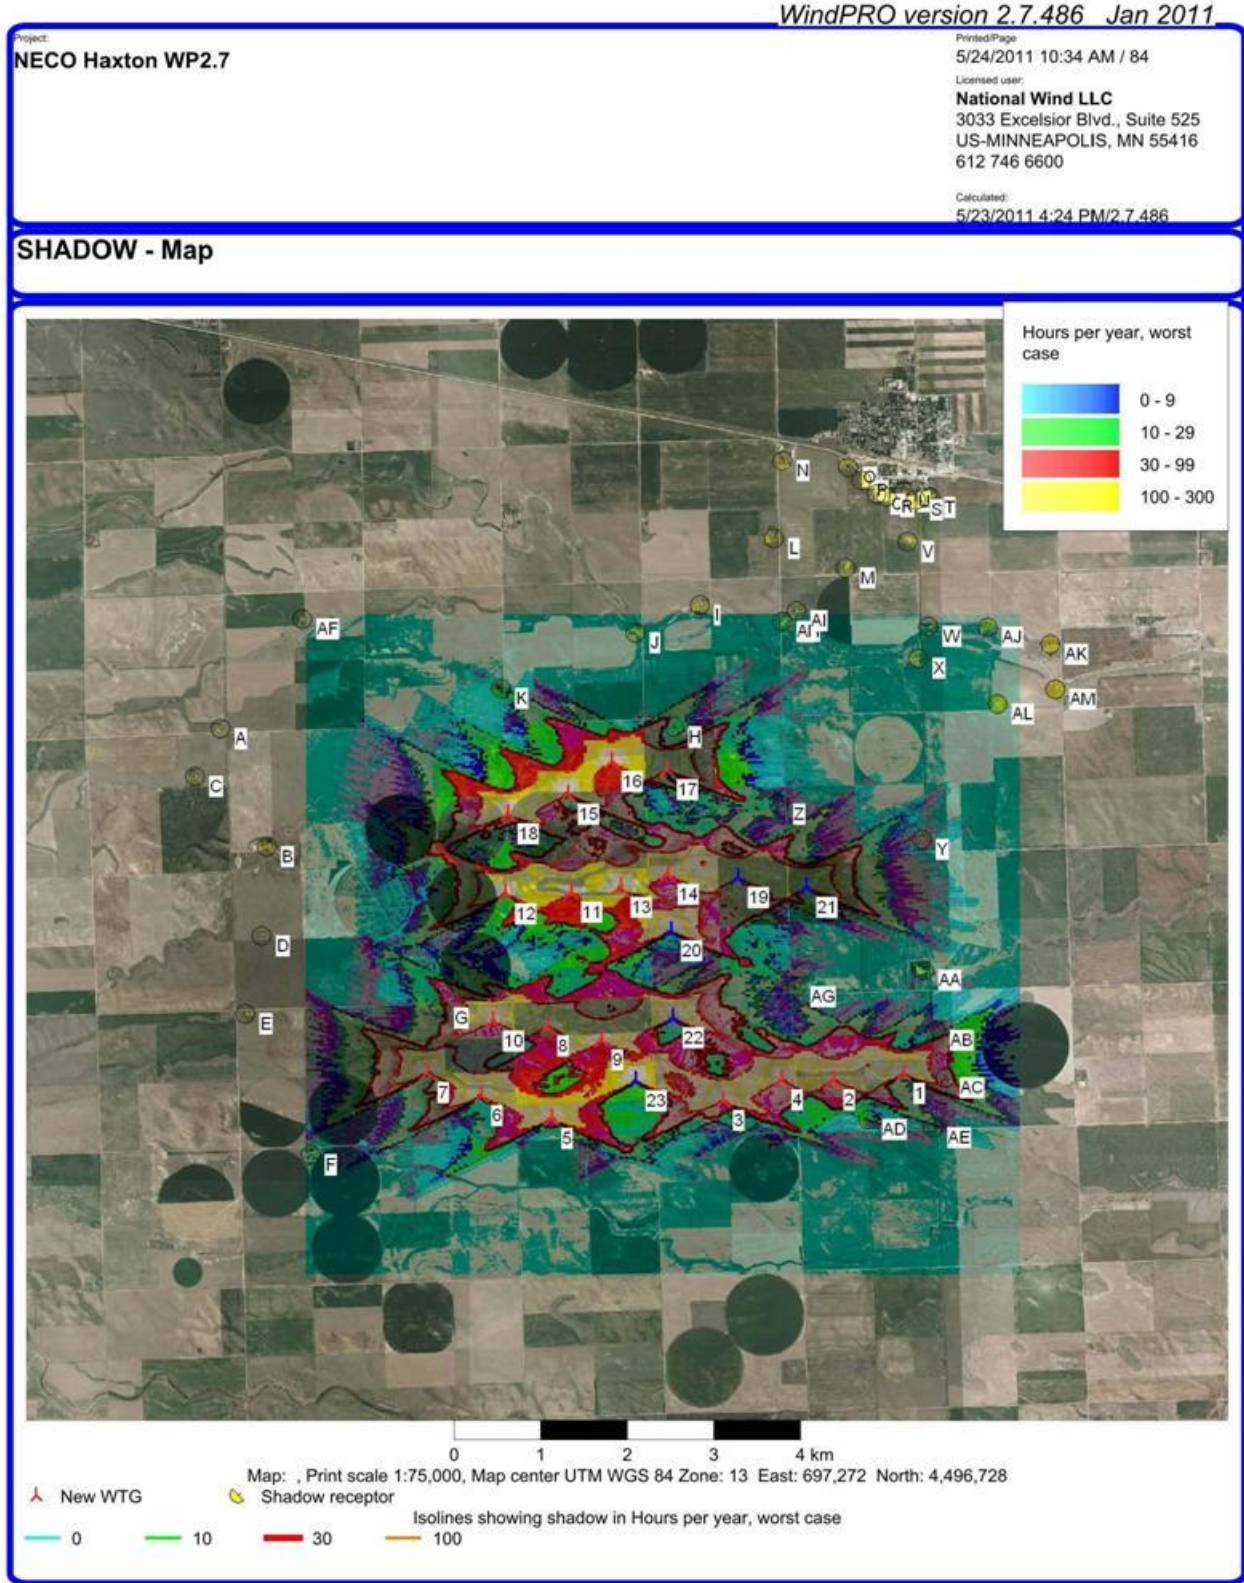 WindPRO version 2.7.486 Jan 2011
Project:
NECO Haxton WP2.7
Printed/Page
5/24/2011 10:34 AM / 84
Licensed user:
National Wind LLC
3033 Excelsior Blvd., Suite 525
US-MINNEAPOLIS, MN 55416
612 746 6600
Calculated:
5/23/2011 4:24 PM/2.7.486
SHADOW - Map
Hours per year, worst
case
0 - 9
10 - 29
30 - 99
100 - 300
N
O
P
R
S
T
L
V
M
I
AF
AI
J
W
AJ
X
AK
K
AM
AL
A
H
C
16
17
15
Z
18
B
Y
14
19
13
21
12
11
D
20
AA
AG
E
G
22
10
8
9
AB
7
23
4
2
1
AC
6
3
5
AD
AE
F
0 1 2 3 4 km
Map: , Print scale 1:75,000, Map center UTM WGS 84 Zone: 13 East: 697,272 North: 4,496,728
New WTG Shadow receptor
Isolines showing shadow in Hours per year, worst case
0 10 30 100